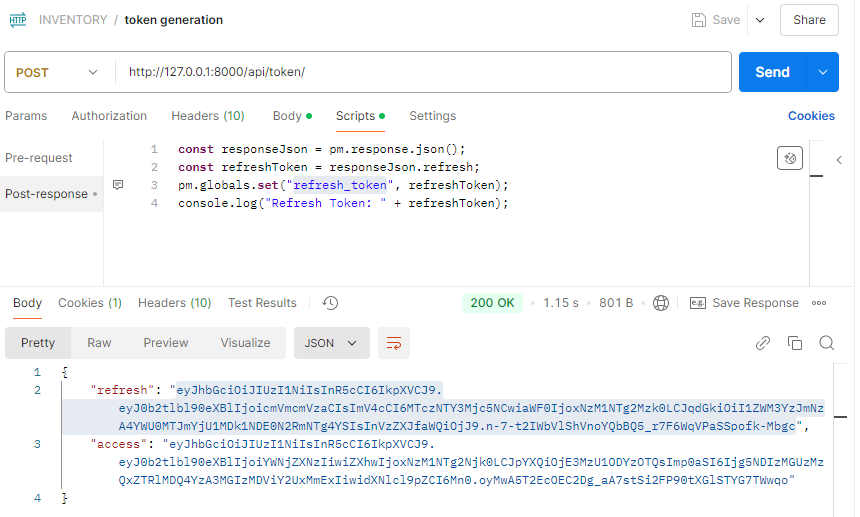 HTTP INVENTORY / token generation Save Share
POST http://127.0.0.1:8000/api/token/ Send
Params Authorization Headers (10) Body Scripts Settings Cookies
Pre-request
Post-response
1 const responseJson = pm.response.json();
2 const refreshToken = responseJson.refresh;
3 pm.globals.set("refresh_token", refreshToken);
4 console.log("Refresh Token: " + refreshToken);
Body Cookies (1) Headers (10) Test Results 200 OK 1.15 s 801 B e.g. Save Response
Pretty Raw Preview Visualize JSON
1 {
2 "refresh": "eyJhbGciOiJIUzI1NiIsInR5cCI6IkpXVCJ9.
eyJ0b2tlbl90eXBlIjoicmVmcmVzaCIsImV4cCI6MTczNTY3Mjc5NCwiaWF0IjoxNzM1NTg2Mzk0LCJqdGkiOiI1ZWM3YzJmNz
A4YWU0MTJmYjU1MDk1NDE0N2RmNTg4YSIsInVzZXJfaWQiOjJ9.n-7-t2IWbVlShVnoYQbBQ5_r7F6WqVPaSSpofk-Mbgc",
3 "access": "eyJhbGciOiJIUzI1NiIsInR5cCI6IkpXVCJ9.
eyJ0b2tlbl90eXBlIjoiYWNjZXNzIiwiZXhwIjoxNzM1NTg2Njk0LCJpYXQiOjE3MzU1ODYzOTQsImp0aSI6Ijg5NDIzMGUzMz
QxZTRlMDQ4YzA3MGIzMDViY2UxMmExIiwidXNlcl9pZCI6Mn0.oyMwA5T2EcOEC2Dg_aA7stSi2FP90tXGlSTYG7TWwqo"
4 }